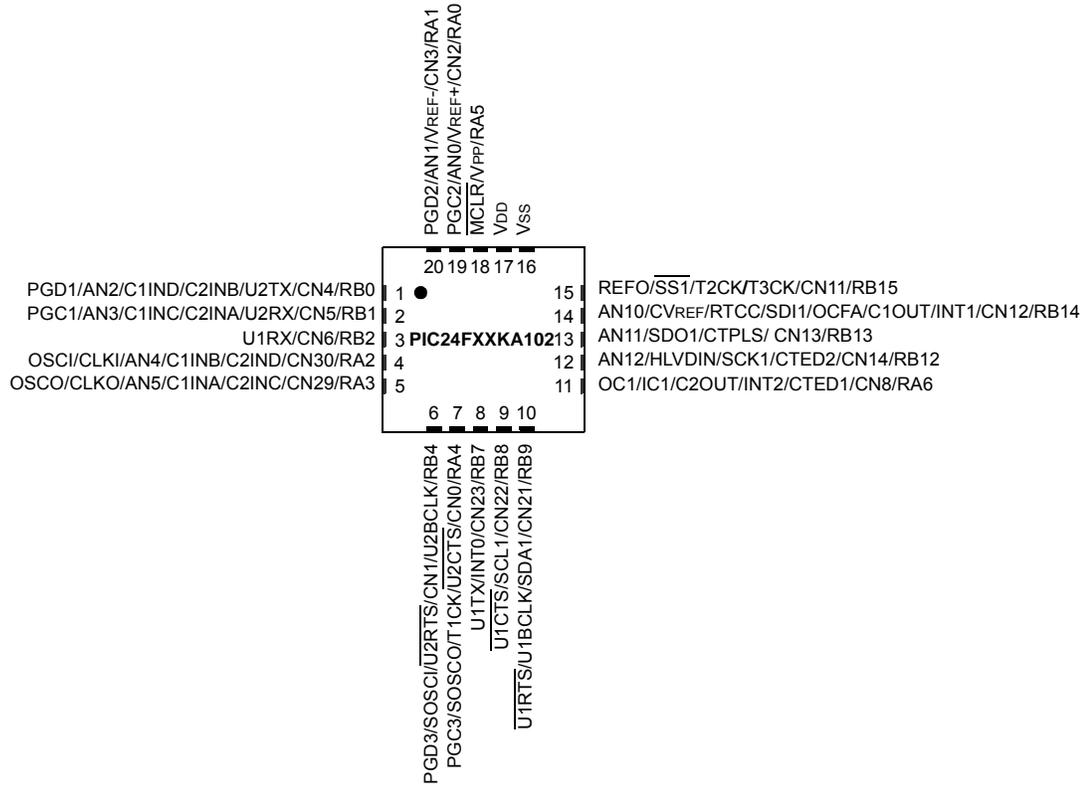 PGD2/AN1/VREF-/CN3/RA1
PGC2/AN0/VREF+/CN2/RA0
MCLR/VPP/RA5
VDD
VSS
20 19 18 17 16
PGD1/AN2/C1IND/C2INB/U2TX/CN4/RB0 1
PGC1/AN3/C1INC/C2INA/U2RX/CN5/RB1 2
U1RX/CN6/RB2 3
OSCI/CLKI/AN4/C1INB/C2IND/CN30/RA2 4
OSCO/CLKO/AN5/C1INA/C2INC/CN29/RA3 5
PIC24FXXKA102
15 REFO/SS1/T2CK/T3CK/CN11/RB15
14 AN10/CVREF/RTCC/SDI1/OCFA/C1OUT/INT1/CN12/RB14
13 AN11/SDO1/CTPLS/ CN13/RB13
12 AN12/HLVDIN/SCK1/CTED2/CN14/RB12
11 OC1/IC1/C2OUT/INT2/CTED1/CN8/RA6
6 7 8 9 10
PGD3/SOSCI/U2RTS/CN1/U2BCLK/RB4
PGC3/SOSCO/T1CK/U2CTS/CN0/RA4
U1TX/INT0/CN23/RB7
U1CTS/SCL1/CN22/RB8
U1RTS/U1BCLK/SDA1/CN21/RB9